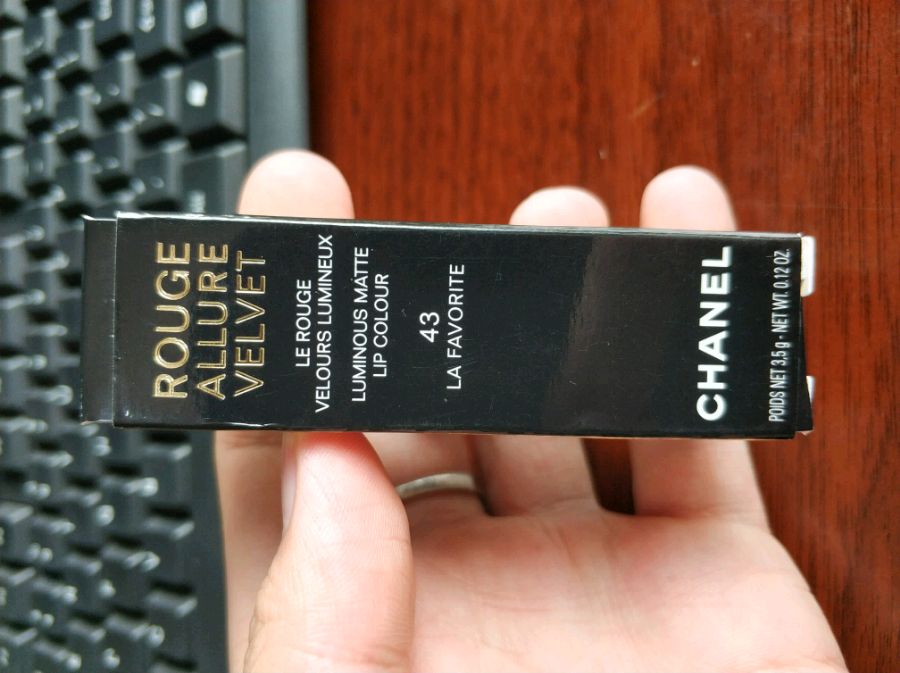 ROUGE
ALLURE
VELVET
LE ROUGE
VELOURS LUMINEUX
LUMINOUS MATTE
LIP COLOUR
43
LA FAVORITE
CHANEL
POIDS NET 3,5 g - NET WT. 0.12 OZ.